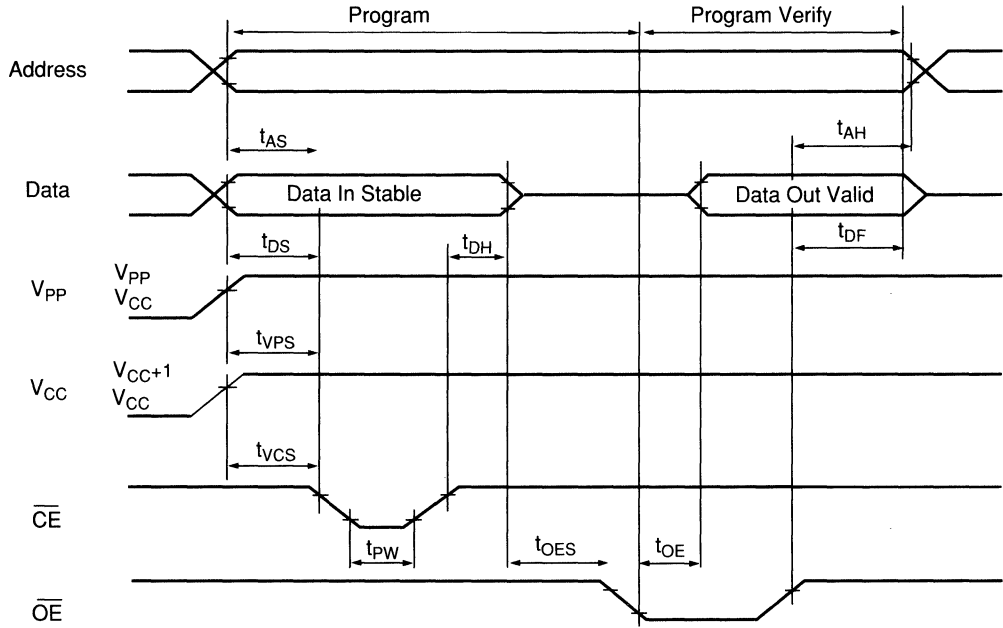 Program
Program Verify
Address
tAS
tAH
Data
Data In Stable
Data Out Valid
tDS
tDH
tDF
VPP
VPP
VCC
tVPS
VCC
VCC+1
VCC
tVCS
CE
tPW
tOES
tOE
OE